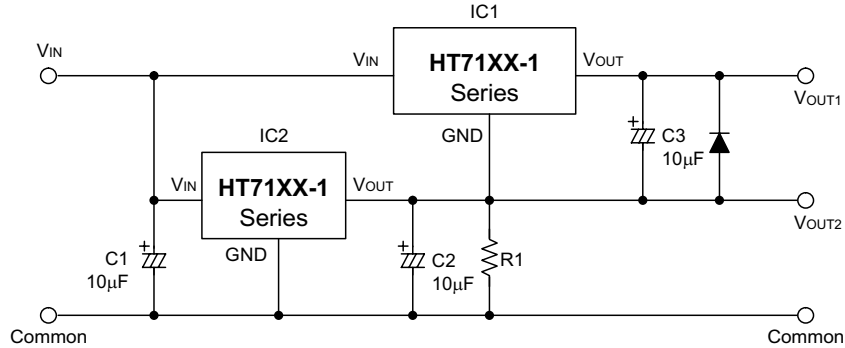 IC1
VIN
VIN
HT71XX-1
Series
VOUT
VOUT1
GND
C3
10μF
IC2
VIN
HT71XX-1
Series
VOUT
VOUT2
GND
C1
10μF
C2
10μF
R1
Common
Common